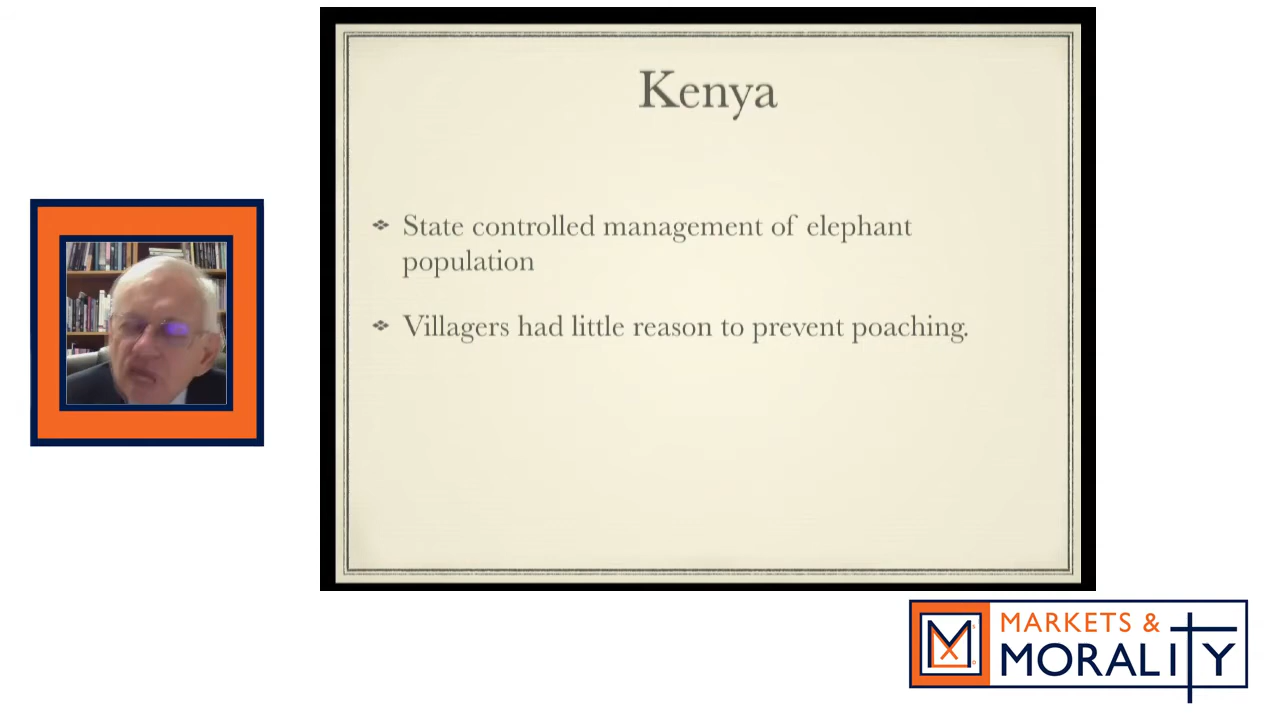 Kenya
State controlled management of elephant
population
Villagers had little reason to prevent poaching.
MARKETS &
MORALITY